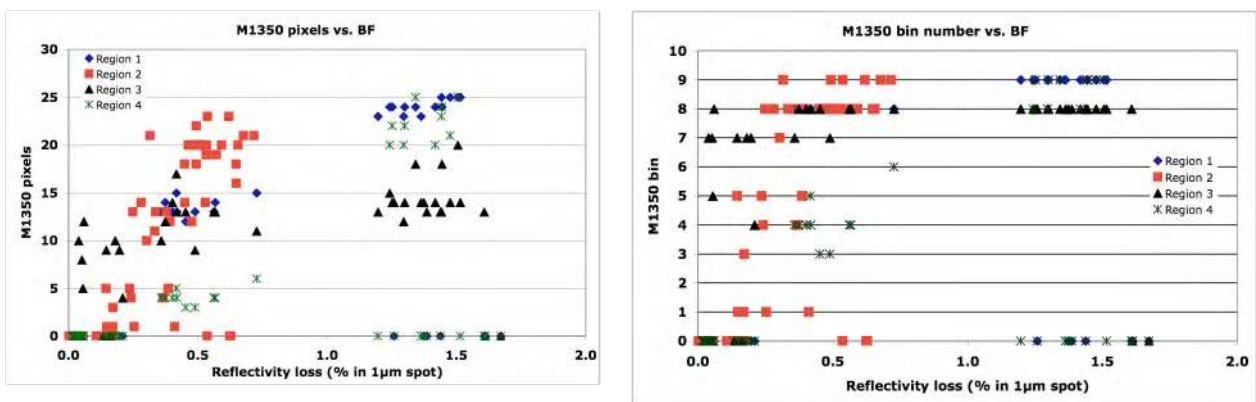 M1350 pixels vs. BF
30
25
20
15
10
5
0
M1350 pixels
Region 1
Region 2
Region 3
Region 4
0.0 0.5 1.0 1.5 2.0
Reflectivity loss (% in 1µm spot)
M1350 bin number vs. BF
10
9
8
7
6
5
4
3
2
1
0
M1350 bin
Region 1
Region 2
Region 3
Region 4
0.0 0.5 1.0 1.5 2.0
Reflectivity loss (% in 1µm spot)